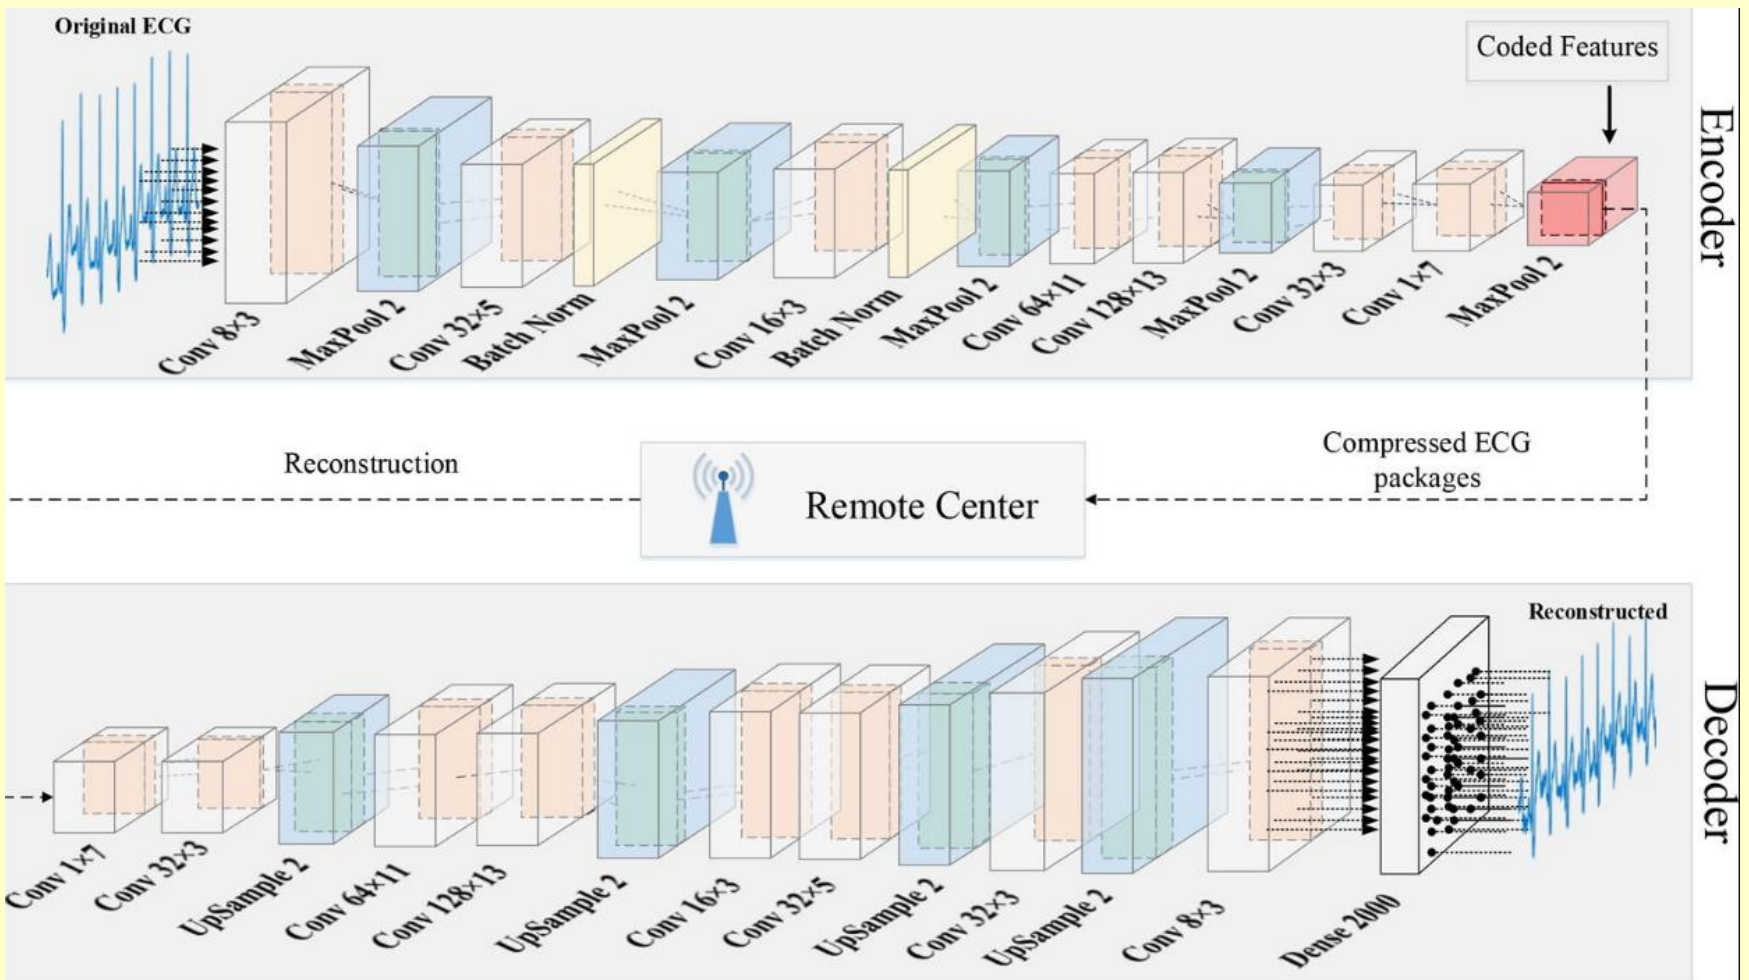 Original ECG
Coded Features
Encoder
Conv 8×3
MaxPool 2
Conv 32×5
Batch Norm
MaxPool 2
Conv 16×3
Batch Norm
MaxPool 2
Conv 64×11
Conv 128×13
MaxPool 2
Conv 32×3
Conv 1×7
MaxPool 2
Reconstruction
Remote Center
Compressed ECG
packages
Reconstructed
Decoder
Conv 1×7
Conv 32×3
UpSample 2
Conv 64×11
Conv 128×13
UpSample 2
Conv 16×3
Conv 32×5
UpSample 2
Conv 32×3
UpSample 2
Conv 8×3
Dense 2000